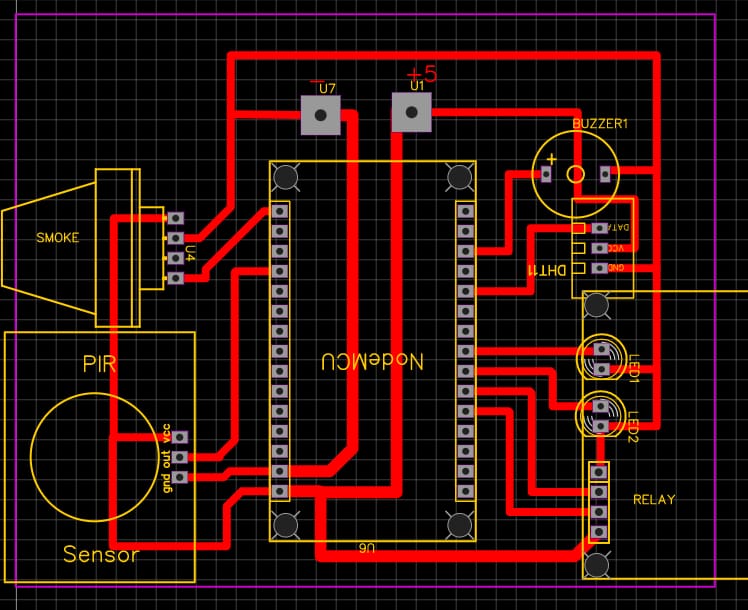 +5
−
U7
U1
BUZZER1
+
SMOKE
U4
DATA
VCC
GND
DHT11
NodeMCU
PIR
LED1
LED2
vcc
out
gnd
RELAY
Sensor
U6